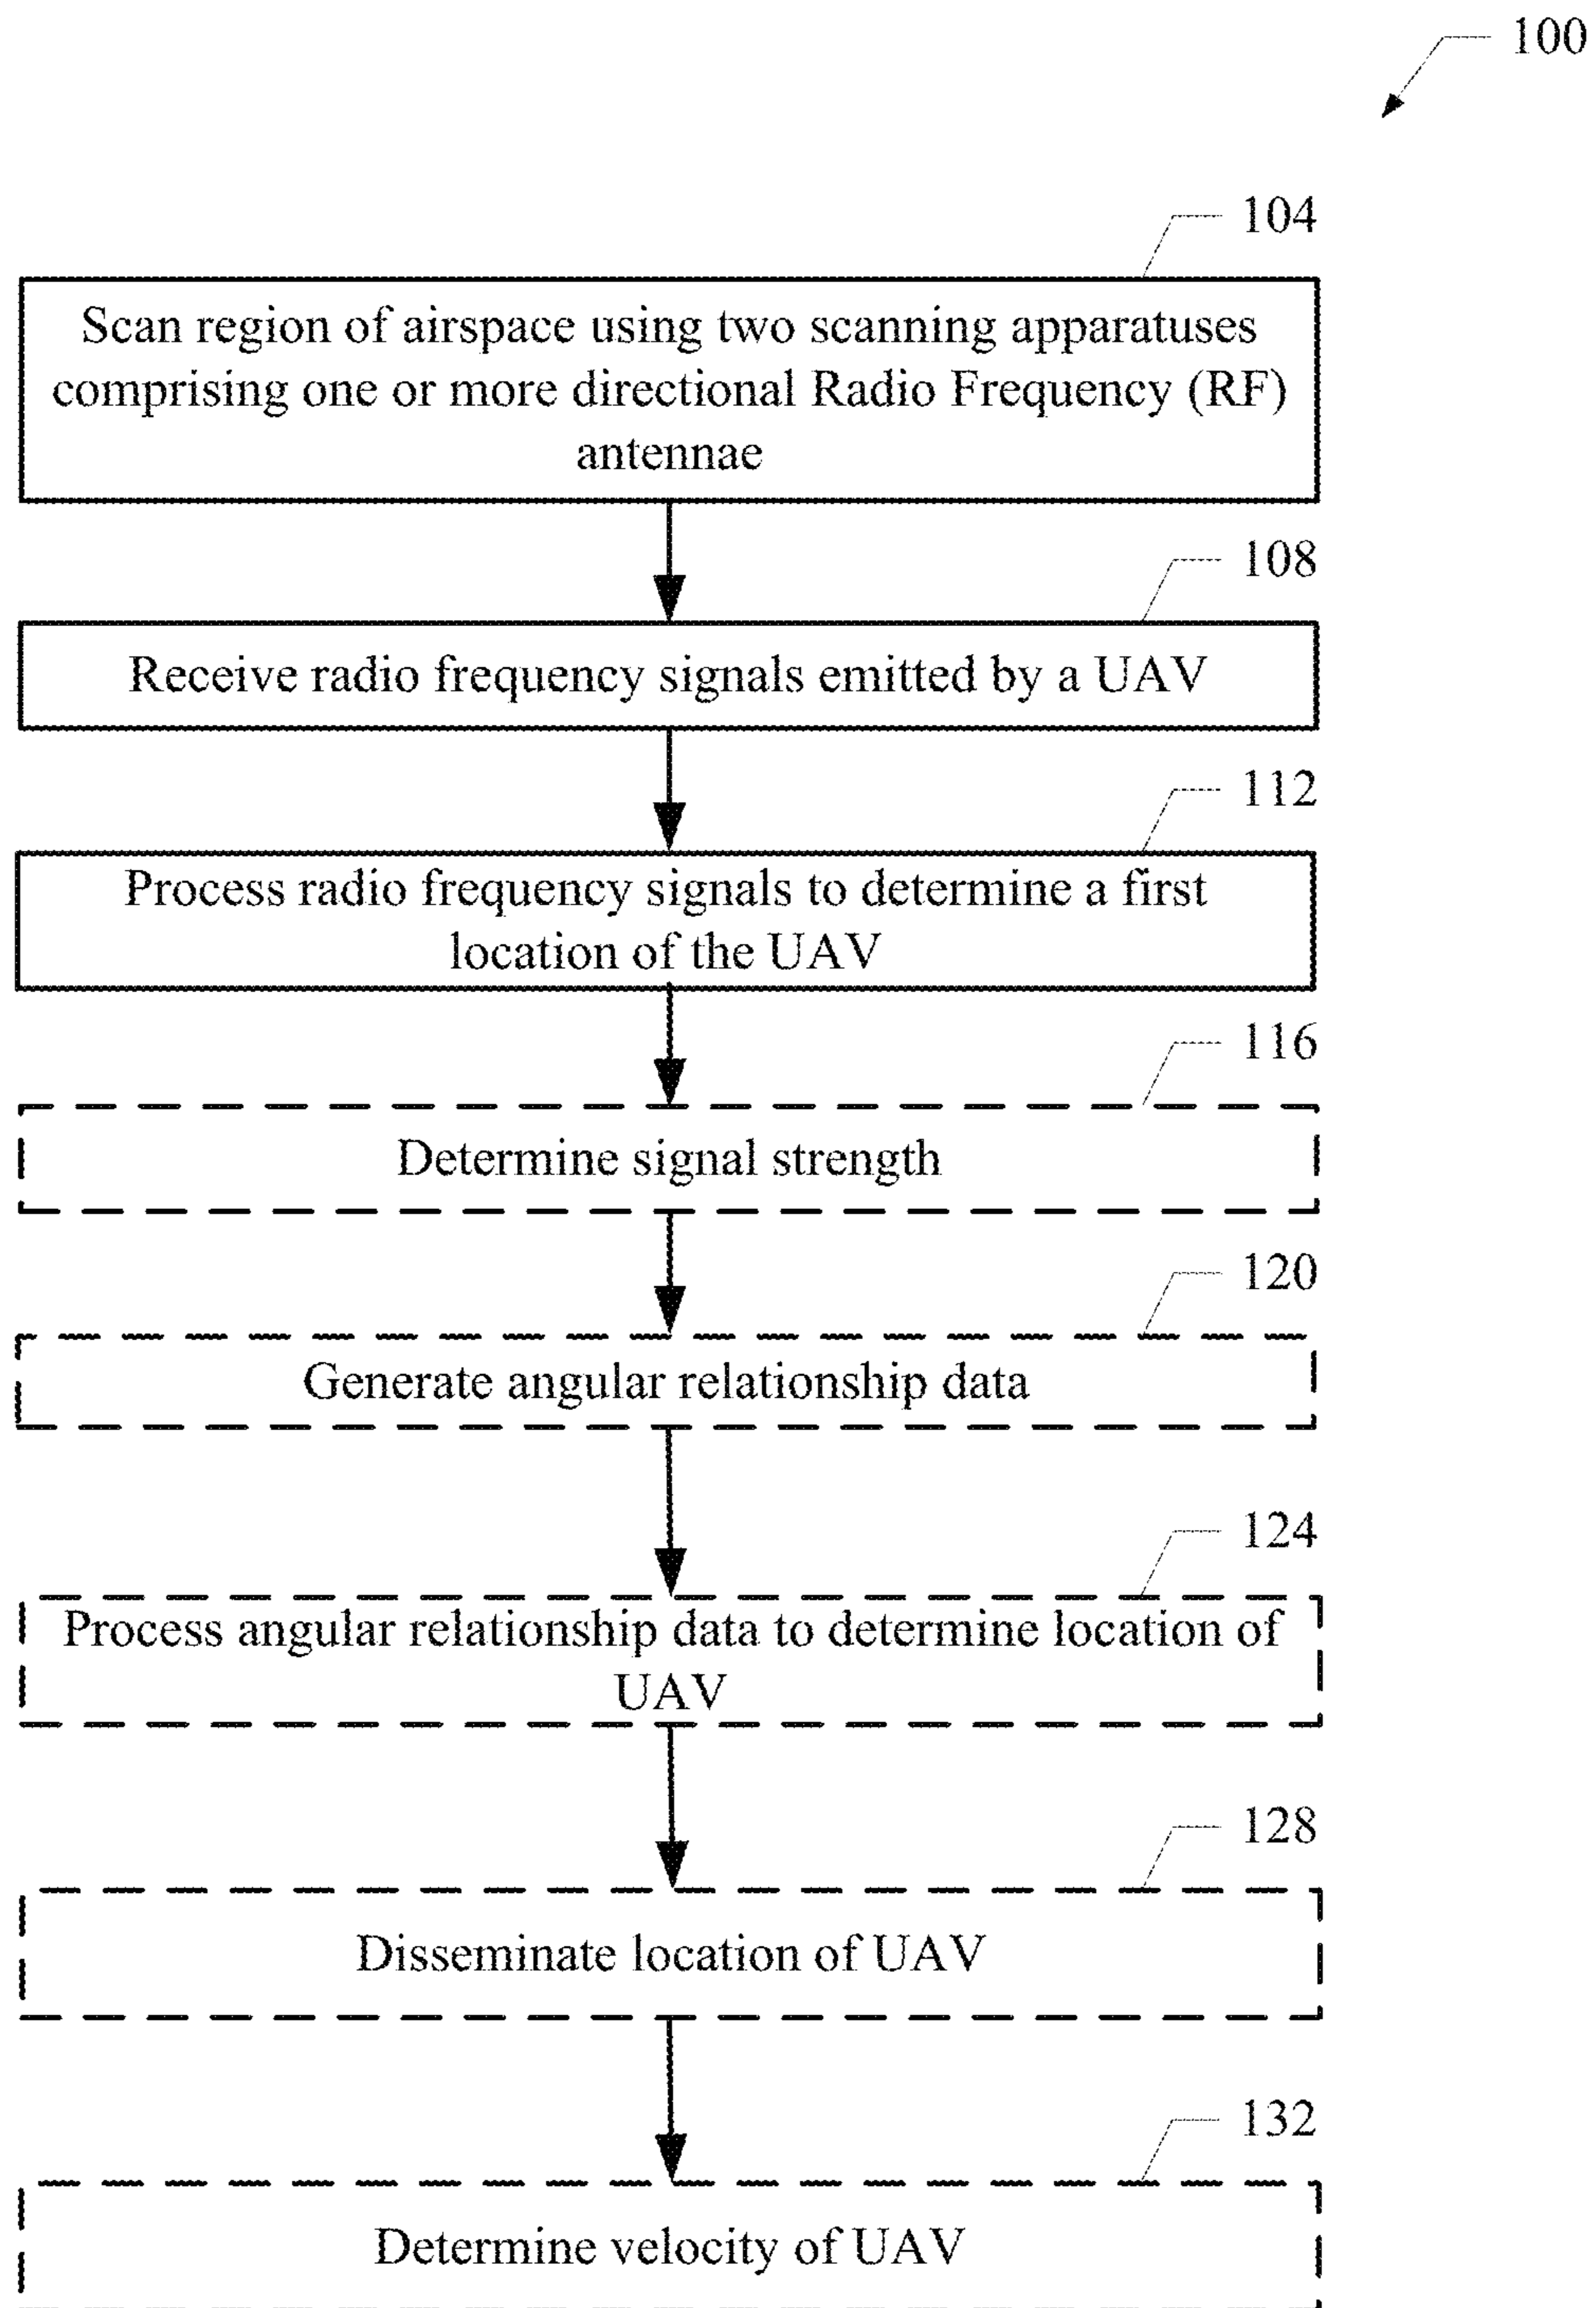 100
104
Scan region of airspace using two scanning apparatuses
comprising one or more directional Radio Frequency (RF)
antennae
108
Receive radio frequency signals emitted by a UAV
112
Process radio frequency signals to determine a first
location of the UAV
116
Determine signal strength
120
Generate angular relationship data
124
Process angular relationship data to determine location of
UAV
128
Disseminate location of UAV
132
Determine velocity of UAV